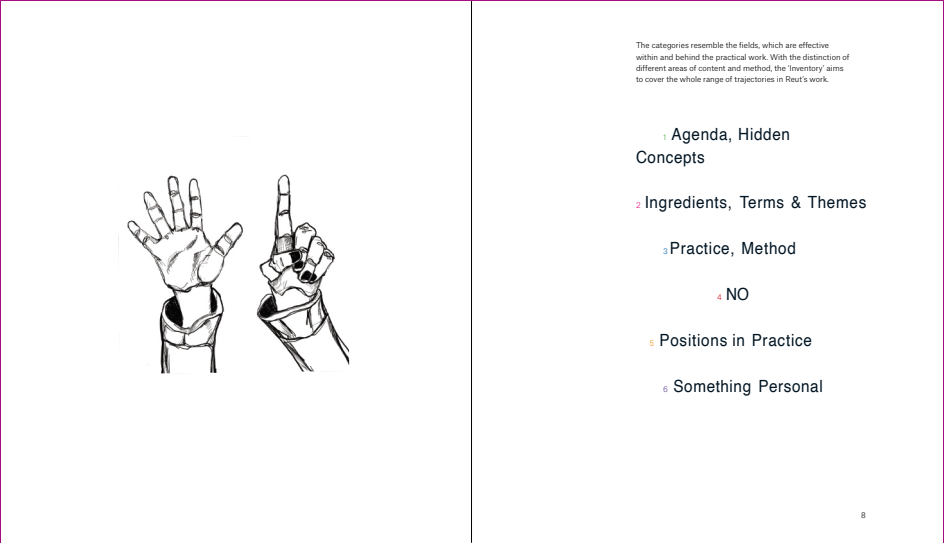 The categories resemble the fields, which are effective
within and behind the practical work. With the distinction of
different areas of content and method, the ‘Inventory’ aims
to cover the whole range of trajectories in Reut’s work.
1 Agenda, Hidden
Concepts
2 Ingredients, Terms & Themes
3 Practice, Method
4 NO
5 Positions in Practice
6 Something Personal
8